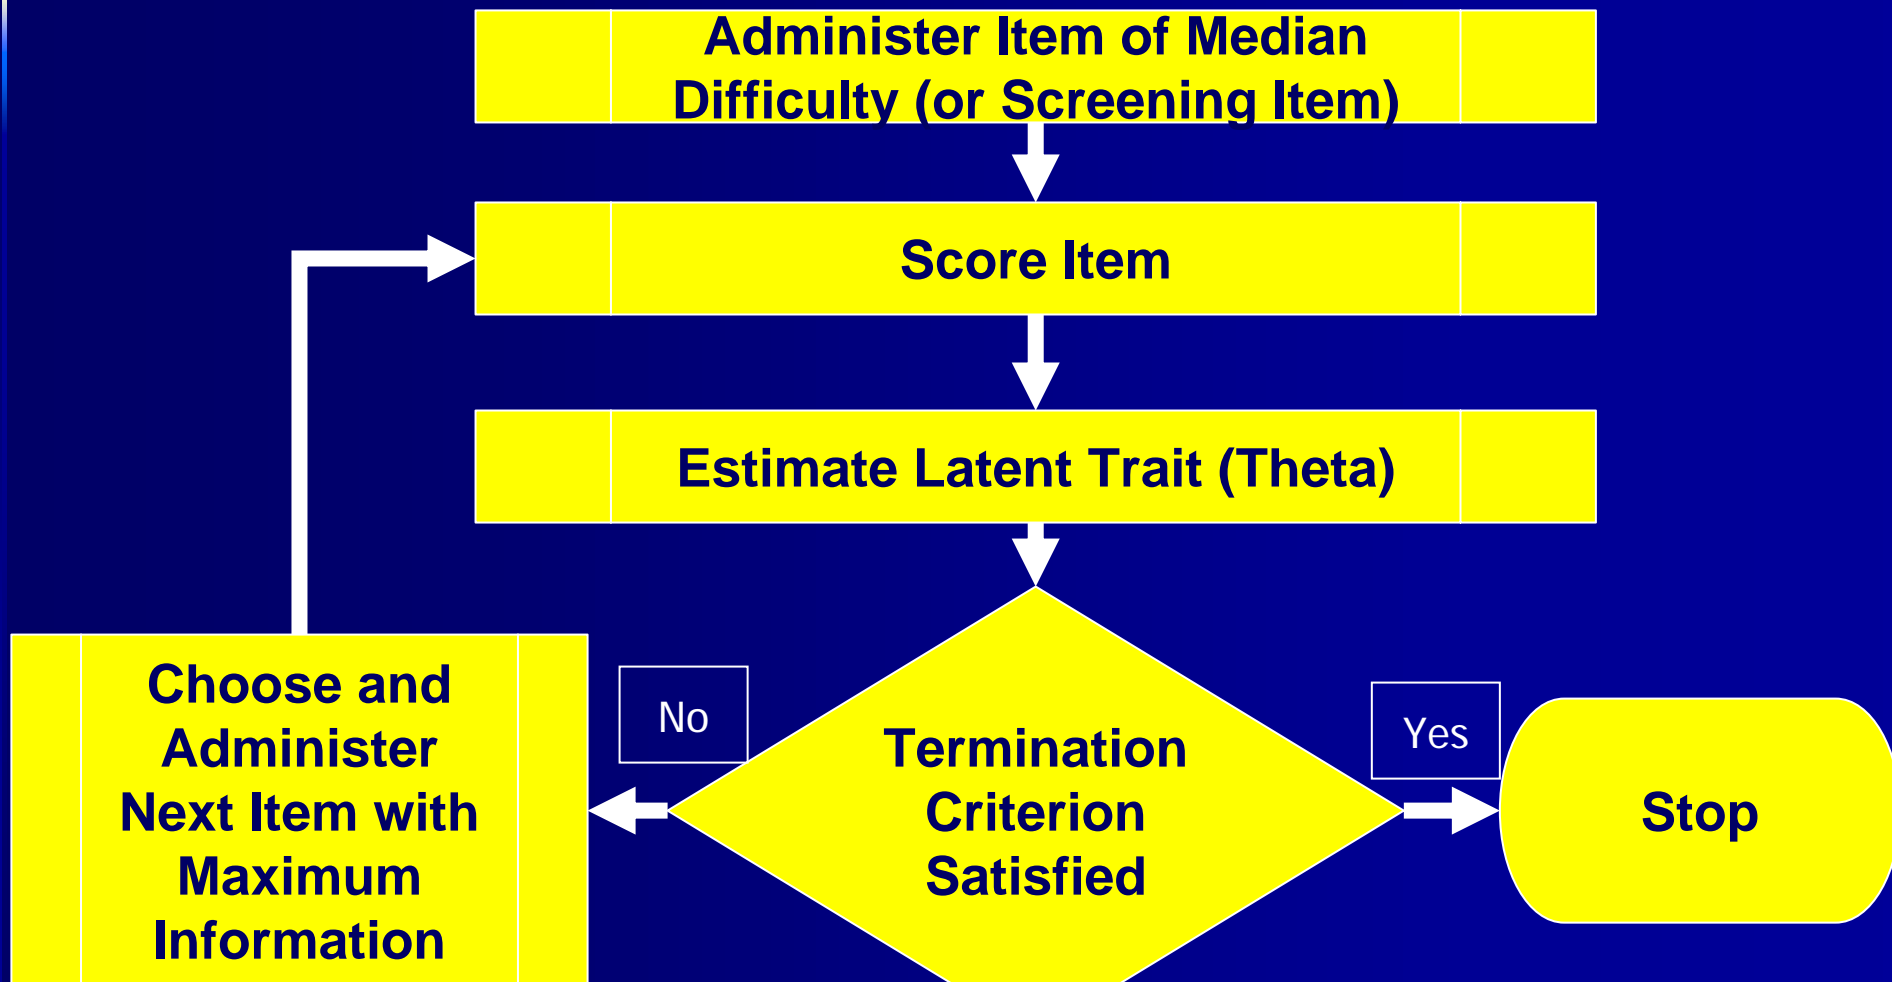 Administer Item of Median
Difficulty (or Screening Item)
Score Item
Estimate Latent Trait (Theta)
Choose and
Administer
Next Item with
Maximum
Information
No
Termination
Criterion
Satisfied
Yes
Stop